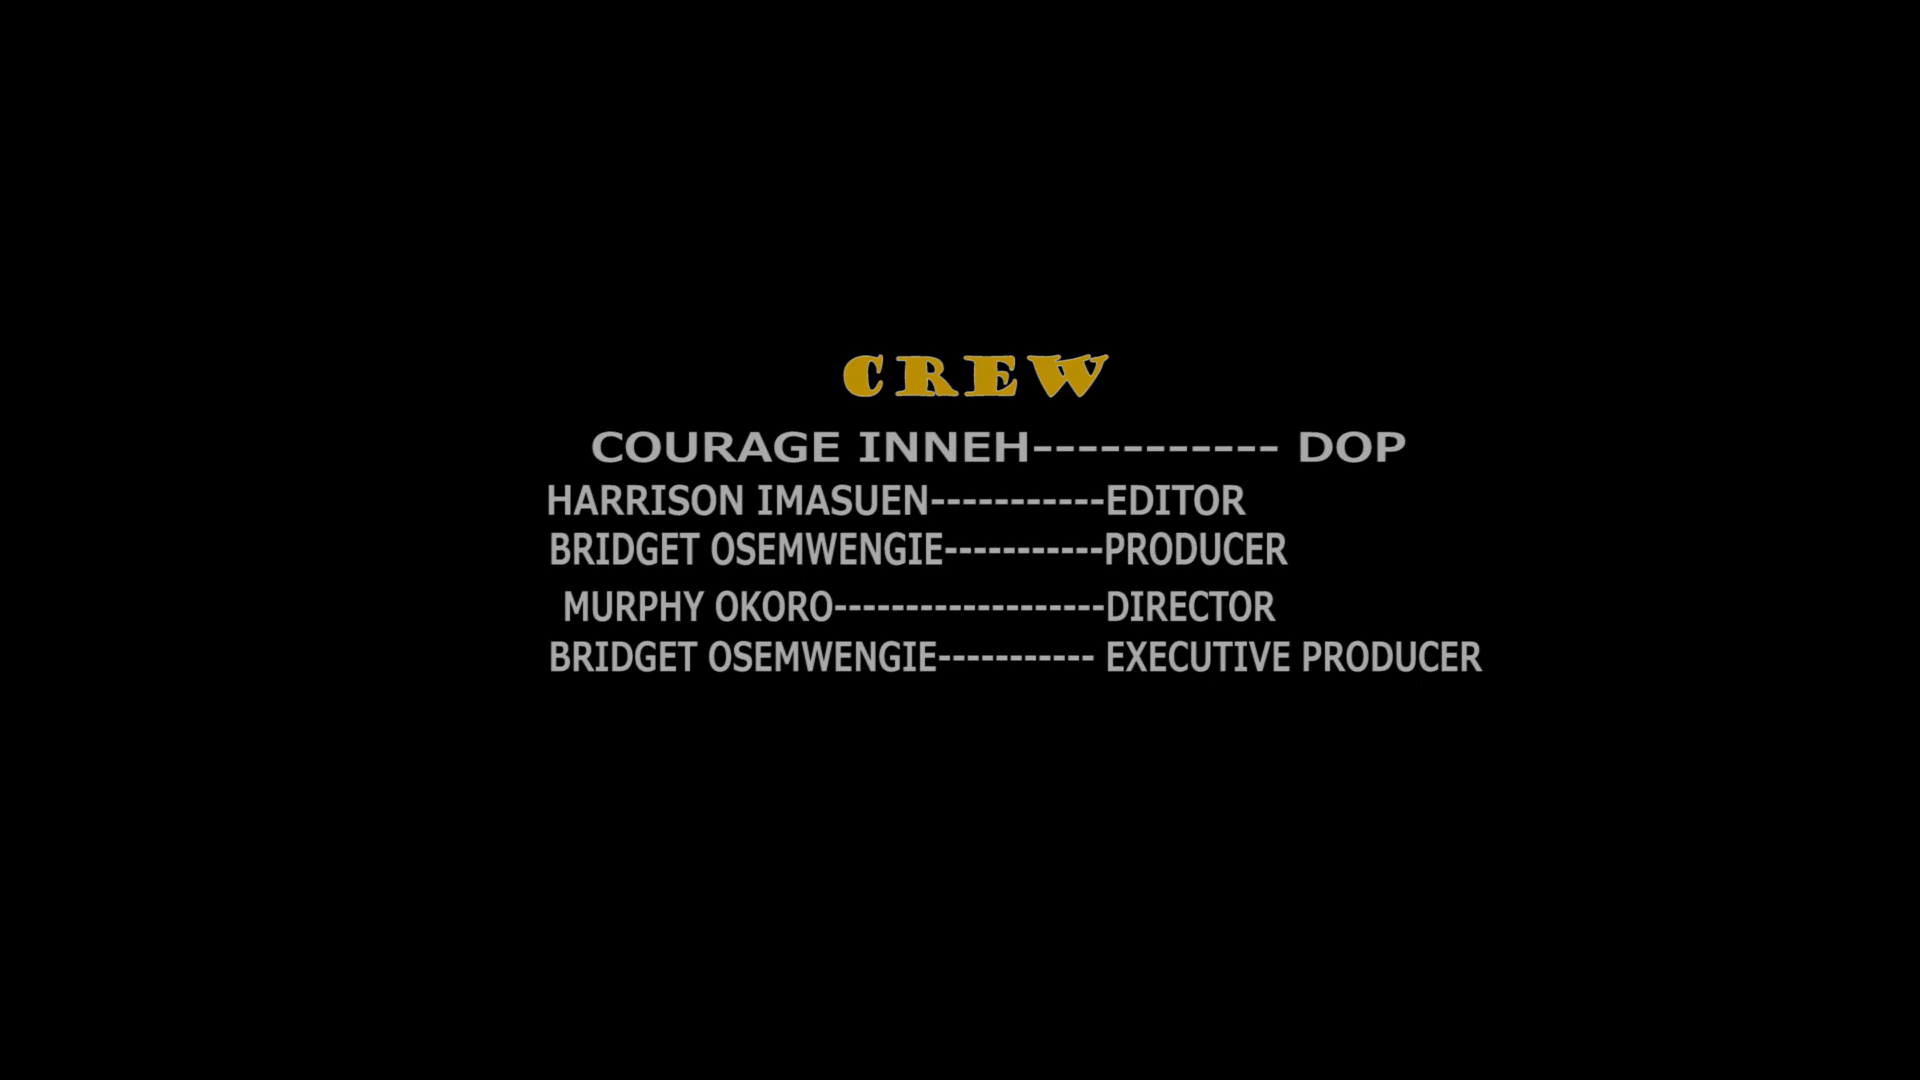 CREW
COURAGE INNEH----------- DOP
HARRISON IMASUEN-----------EDITOR
BRIDGET OSEMWENGIE-----------PRODUCER
MURPHY OKORO-------------------DIRECTOR
BRIDGET OSEMWENGIE----------- EXECUTIVE PRODUCER